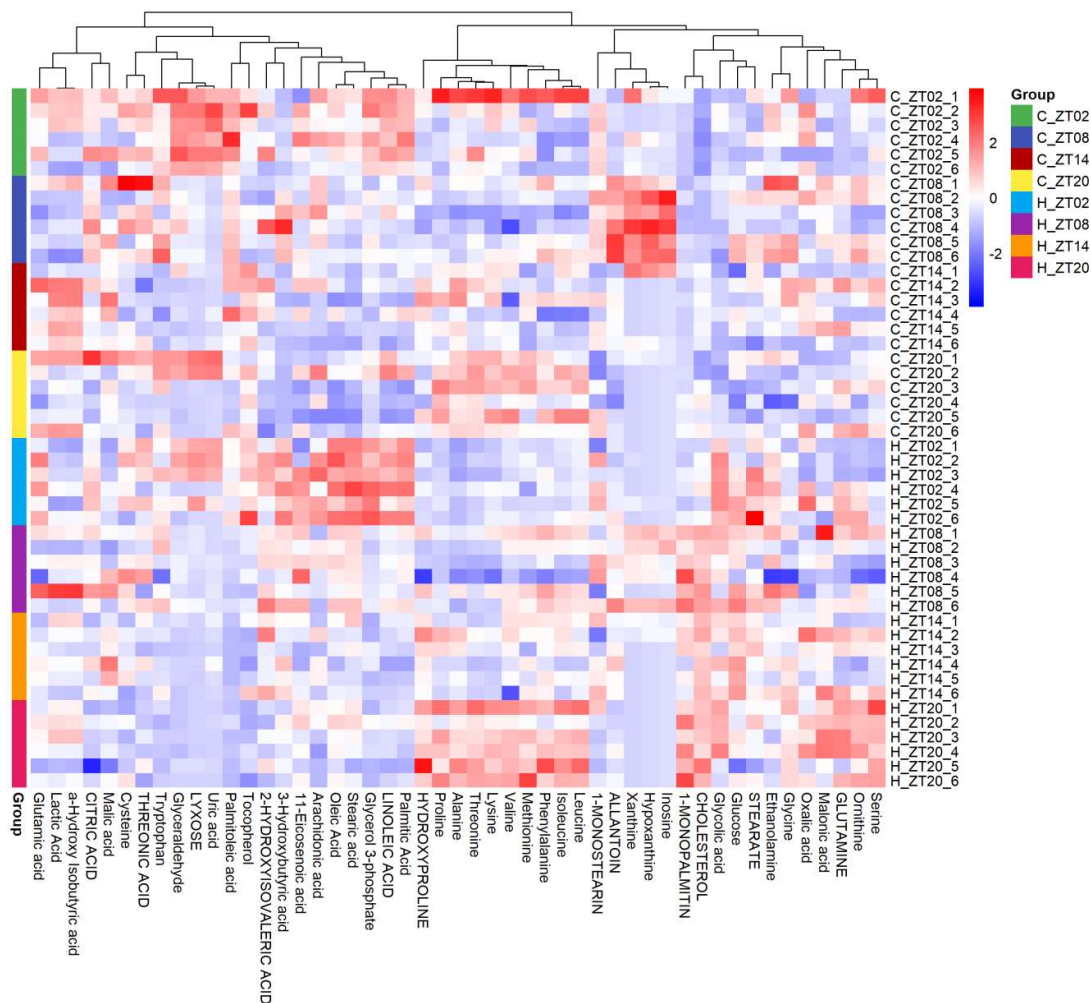 C_ZT02_1
C_ZT02_2
C_ZT02_3
C_ZT02_4
C_ZT02_5
C_ZT02_6
C_ZT08_1
C_ZT08_2
C_ZT08_3
C_ZT08_4
C_ZT08_5
C_ZT08_6
C_ZT14_1
C_ZT14_2
C_ZT14_3
C_ZT14_4
C_ZT14_5
C_ZT14_6
C_ZT20_1
C_ZT20_2
C_ZT20_3
C_ZT20_4
C_ZT20_5
C_ZT20_6
H_ZT02_1
H_ZT02_2
H_ZT02_3
H_ZT02_4
H_ZT02_5
H_ZT02_6
H_ZT08_1
H_ZT08_2
H_ZT08_3
H_ZT08_4
H_ZT08_5
H_ZT08_6
H_ZT14_1
H_ZT14_2
H_ZT14_3
H_ZT14_4
H_ZT14_5
H_ZT14_6
H_ZT20_1
H_ZT20_2
H_ZT20_3
H_ZT20_4
H_ZT20_5
H_ZT20_6
2
0
-2
Group
C_ZT02
C_ZT08
C_ZT14
C_ZT20
H_ZT02
H_ZT08
H_ZT14
H_ZT20
Group
Glutamic acid
Lactic Acid
a-Hydroxy Isobutyric acid
CITRIC ACID
Malic acid
Cysteine
THREONIC ACID
Tryptophan
Glyceraldehyde
LYXOSE
Uric acid
Palmitoleic acid
Tocopherol
2-HYDROXYISOVALERIC ACID
3-Hydroxybutyric acid
11-Eicosenoic acid
Arachidonic acid
Oleic Acid
Stearic acid
Glycerol 3-phosphate
LINOLEIC ACID
Palmitic Acid
HYDROXYPROLINE
Proline
Alanine
Threonine
Lysine
Valine
Methionine
Phenylalanine
Isoleucine
Leucine
1-MONOSTEARIN
ALLANTOIN
Xanthine
Hypoxanthine
Inosine
1-MONOPALMITIN
CHOLESTEROL
Glycolic acid
Glucose
STEARATE
Ethanolamine
Glycine
Oxalic acid
Malonic acid
GLUTAMINE
Ornithine
Serine